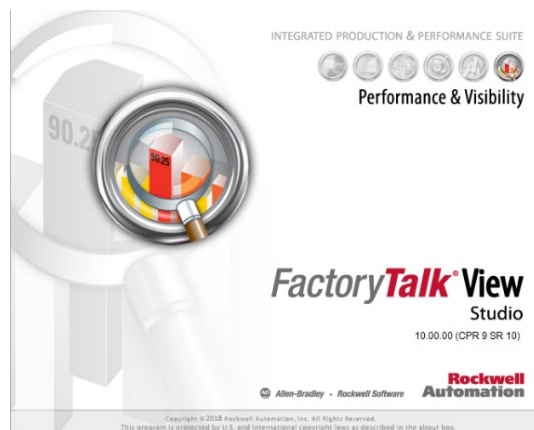 INTEGRATED PRODUCTION & PERFORMANCE SUITE
Performance & Visibility
90.25
90.25
FactoryTalk® View
Studio
10.00.00 (CPR 9 SR 10)
Rockwell
Automation
AB Allen-Bradley • Rockwell Software
Copyright © 2018 Rockwell Automation, Inc. All Rights Reserved.
This program is protected by U.S. and International copyright laws as described in the about box.